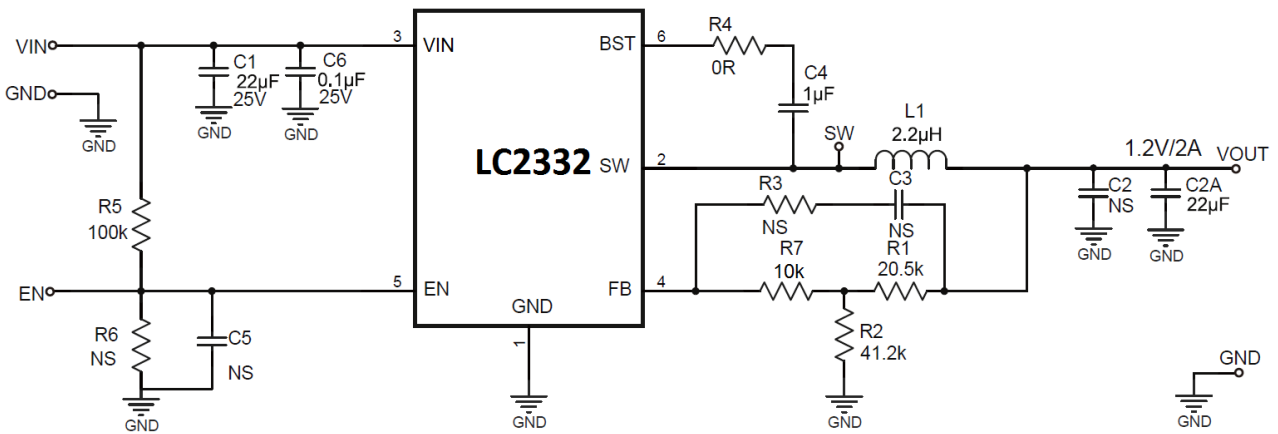 VIN
GND
GND
C1
22µF
25V
GND
C6
0.1µF
25V
GND
R5
100k
EN
R6
NS
C5
NS
GND
3
VIN
5
EN
LC2332
BST
6
SW
2
FB
4
GND
1
GND
R4
0R
C4
1µF
SW
L1
2.2µH
1.2V/2A
VOUT
C2
NS
GND
C2A
22µF
GND
R3
NS
C3
NS
R7
10k
R1
20.5k
R2
41.2k
GND
GND
GND